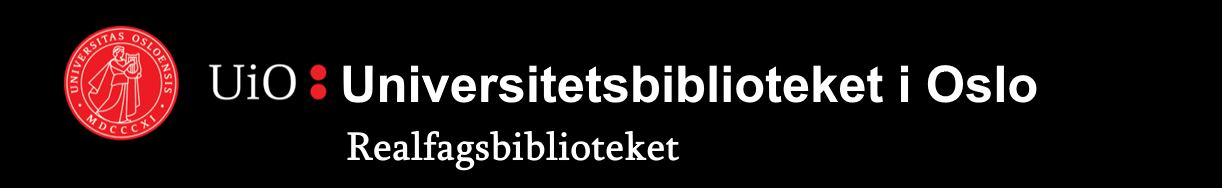 UNIVERSITAS OSLOENSIS
MDCCCXI
UiO : Universitetsbiblioteket i Oslo
Realfagsbiblioteket